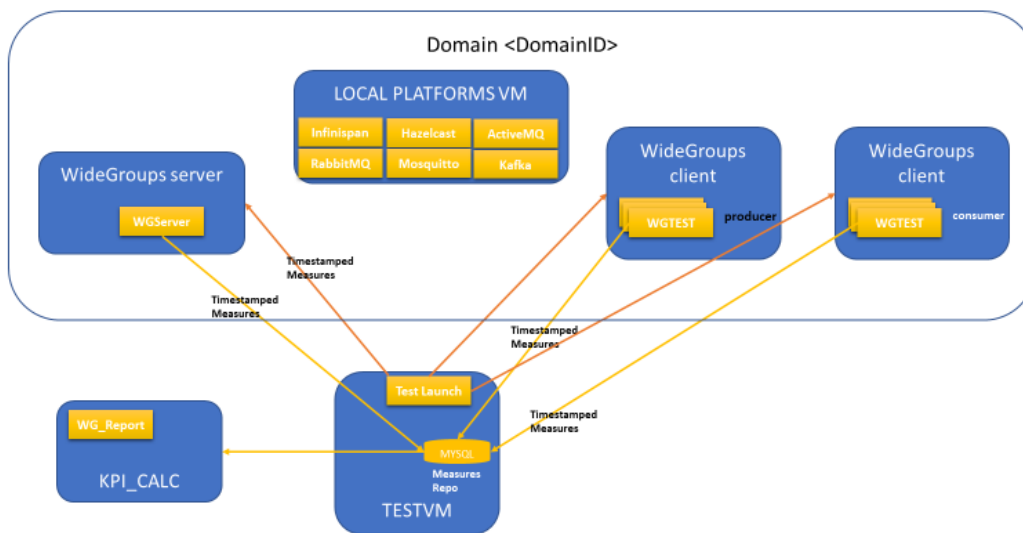 Domain <DomainID>
LOCAL PLATFORMS VM
Infinispan
Hazelcast
ActiveMQ
RabbitMQ
Mosquitto
Kafka
WideGroups server
WGServer
WideGroups
client
WGTEST
producer
WideGroups
client
WGTEST
consumer
Timestamped
Measures
Timestamped
Measures
Timestamped
Measures
Timestamped
Measures
Test Launch
MYSQL
Measures
Repo
TESTVM
WG_Report
KPI_CALC